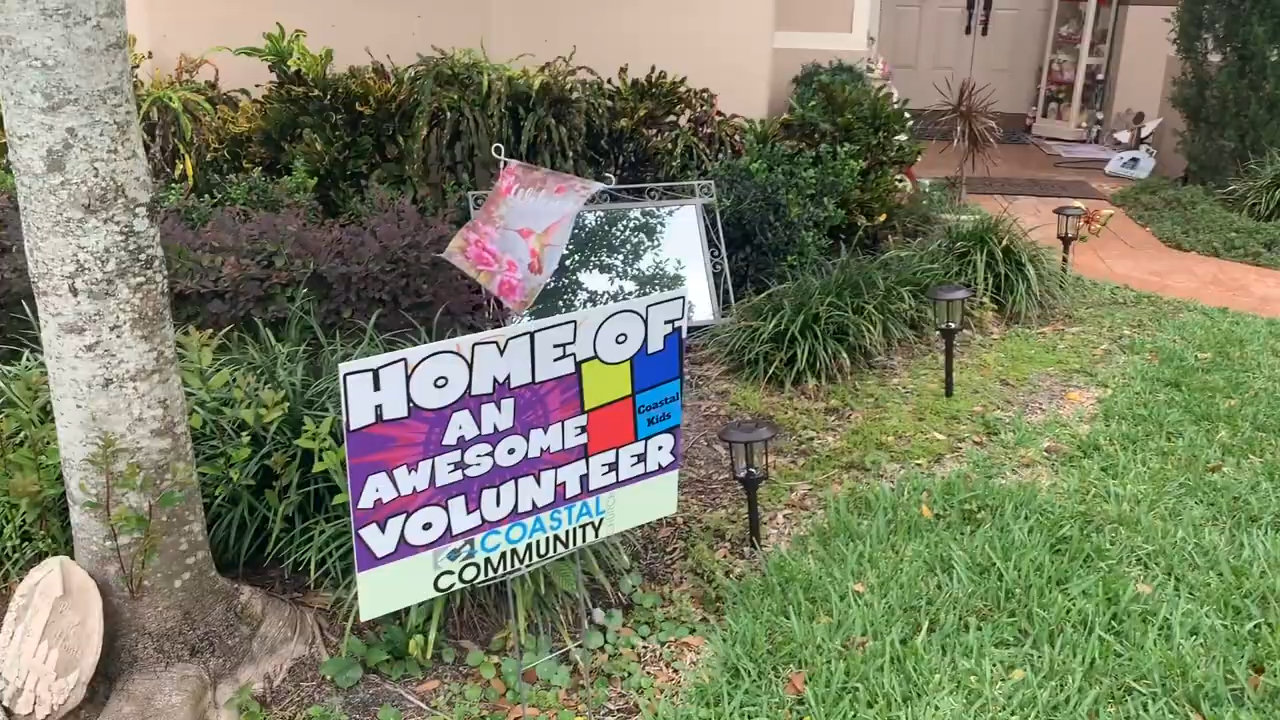 HOME OF
AN
AWESOME
VOLUNTEER
Coastal
Kids
COASTAL
COMMUNITY